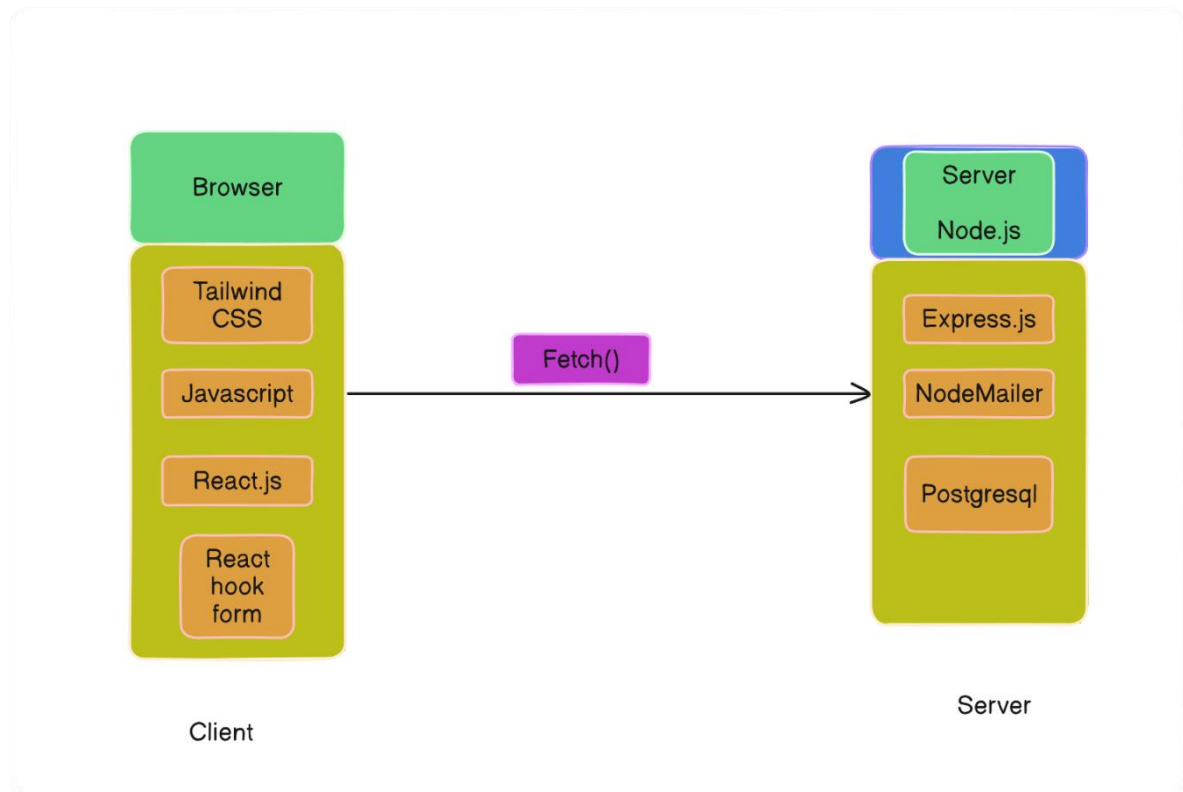 Browser
Tailwind
CSS
Javascript
React.js
React
hook
form
Client
Fetch()
Server
Node.js
Express.js
NodeMailer
Postgresql
Server